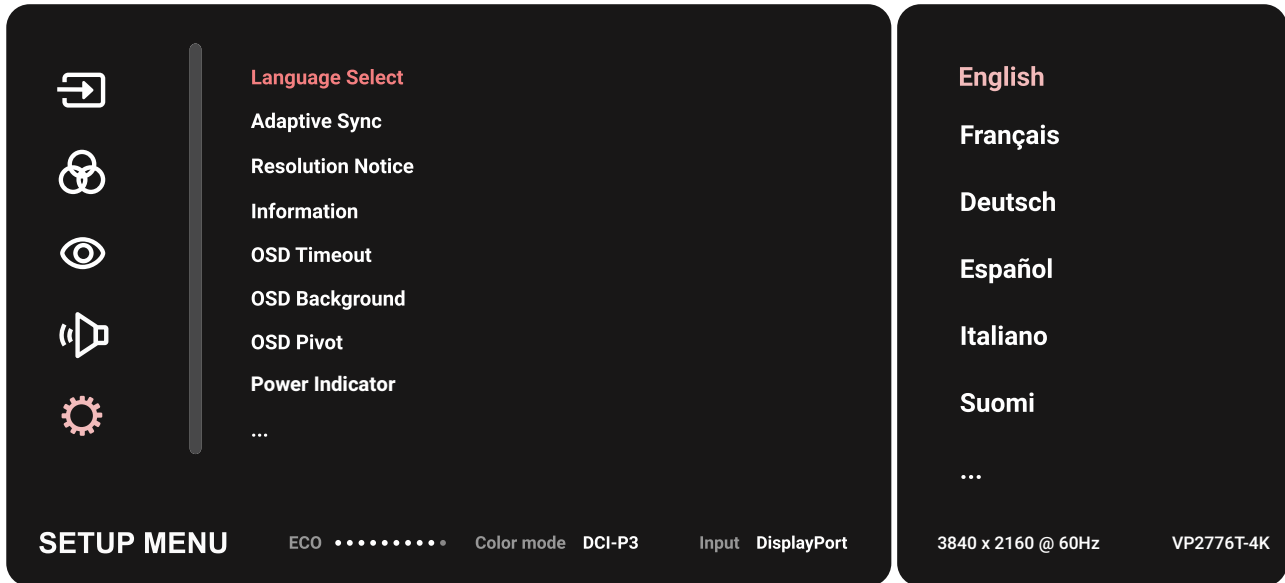 Language Select
Adaptive Sync
Resolution Notice
Information
OSD Timeout
OSD Background
OSD Pivot
Power Indicator
...
SETUP MENU ECO Color mode DCI-P3 Input DisplayPort
English
Français
Deutsch
Español
Italiano
Suomi
...
3840 x 2160 @ 60Hz VP2776T-4K